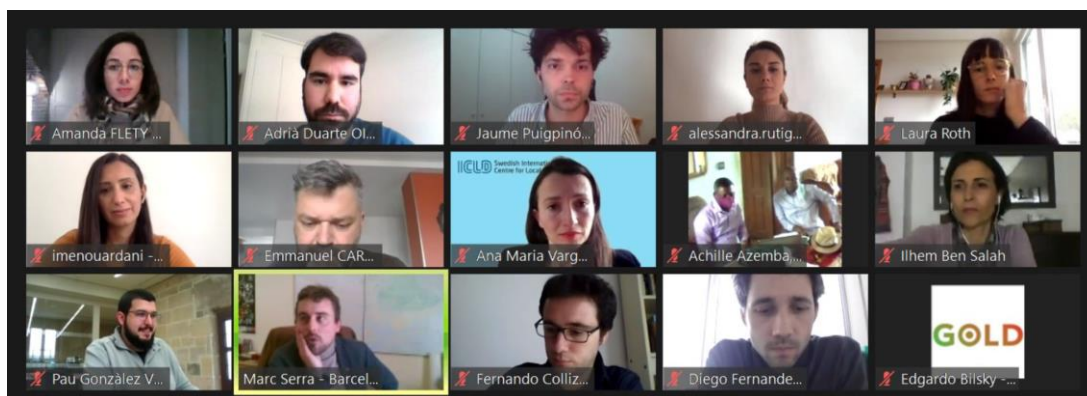 Amanda FLETY ...
Adrià Duarte OI...
Jaume Puigpinó...
alessandra.rutig...
Laura Roth
imenouardani -...
Emmanuel CAR...
ICLD Swedish Internati
Centre for Local
Ana Maria Varg...
Achille Azemba,...
Ilhem Ben Salah
Pau Gonzàlez V...
Marc Serra - Barcel...
Fernando Colliz...
Diego Fernande...
GOLD
Edgardo Bilsky -...